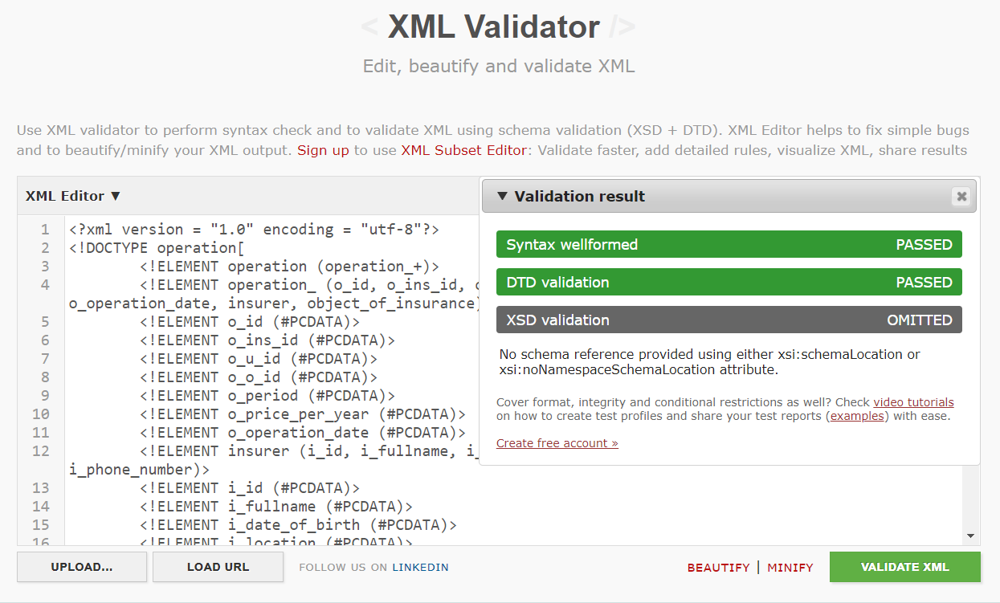 < XML Validator />
Edit, beautify and validate XML
Use XML validator to perform syntax check and to validate XML using schema validation (XSD + DTD). XML Editor helps to fix simple bugs
and to beautify/minify your XML output. Sign up to use XML Subset Editor: Validate faster, add detailed rules, visualize XML, share results
XML Editor ▼
1 <?xml version = "1.0" encoding = "utf-8"?>
2 <!DOCTYPE operation[
3 <!ELEMENT operation (operation_+)>
4 <!ELEMENT operation_ (o_id, o_ins_id,
o_operation_date, insurer, object_of_insurance)
5 <!ELEMENT o_id (#PCDATA)>
6 <!ELEMENT o_ins_id (#PCDATA)>
7 <!ELEMENT o_u_id (#PCDATA)>
8 <!ELEMENT o_o_id (#PCDATA)>
9 <!ELEMENT o_period (#PCDATA)>
10 <!ELEMENT o_price_per_year (#PCDATA)>
11 <!ELEMENT o_operation_date (#PCDATA)>
12 <!ELEMENT insurer (i_id, i_fullname, i_
i_phone_number)>
13 <!ELEMENT i_id (#PCDATA)>
14 <!ELEMENT i_fullname (#PCDATA)>
15 <!ELEMENT i_date_of_birth (#PCDATA)>
16 <!ELEMENT i_location (#PCDATA)>
▼ Validation result
Syntax wellformed PASSED
DTD validation PASSED
XSD validation OMITTED
No schema reference provided using either xsi:schemaLocation or
xsi:noNamespaceSchemaLocation attribute.
Cover format, integrity and conditional restrictions as well? Check video tutorials
on how to create test profiles and share your test reports (examples) with ease.
Create free account »
UPLOAD... LOAD URL FOLLOW US ON LINKEDIN BEAUTIFY | MINIFY VALIDATE XML